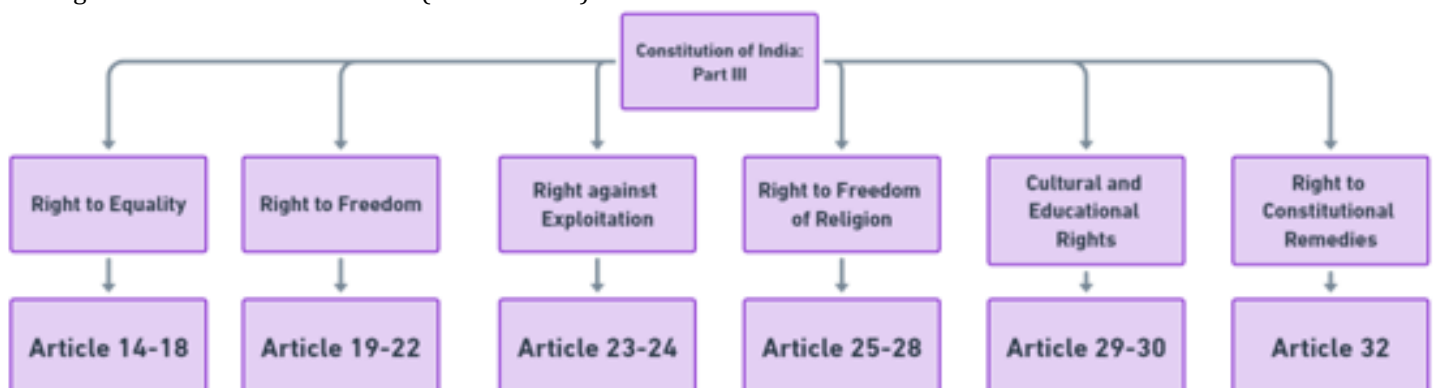 Constitution of India:
Part III
Right to Equality
Right to Freedom
Right against
Exploitation
Right to Freedom
of Religion
Cultural and
Educational
Rights
Right to
Constitutional
Remedies
Article 14-18
Article 19-22
Article 23-24
Article 25-28
Article 29-30
Article 32